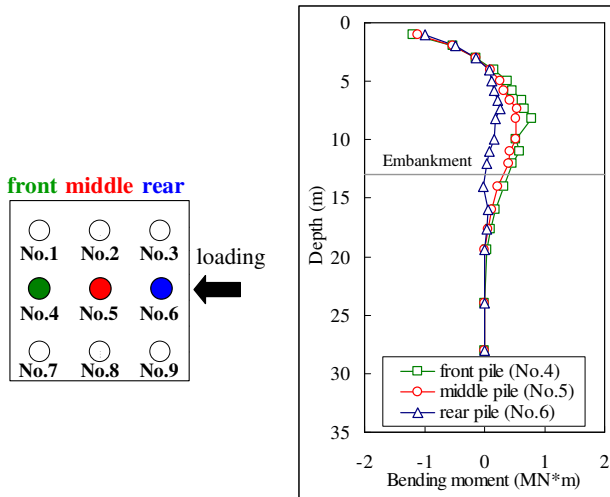 front middle rear
No.1 No.2 No.3
loading
No.4 No.5 No.6
No.7 No.8 No.9
0
5
10
15
20
25
30
35
Depth (m)
Embankment
front pile (No.4)
middle pile (No.5)
rear pile (No.6)
-2 -1 0 1 2
Bending moment (MN*m)